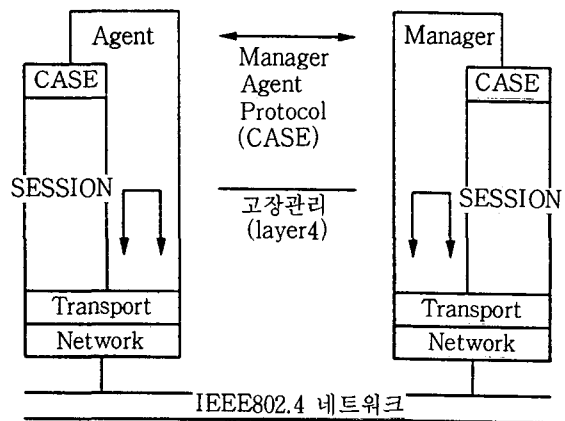 Agent
Manager
CASE
CASE
Manager
Agent
Protocol
(CASE)
SESSION
SESSION
고장관리
(layer4)
Transport
Transport
Network
Network
IEEE802.4 네트워크